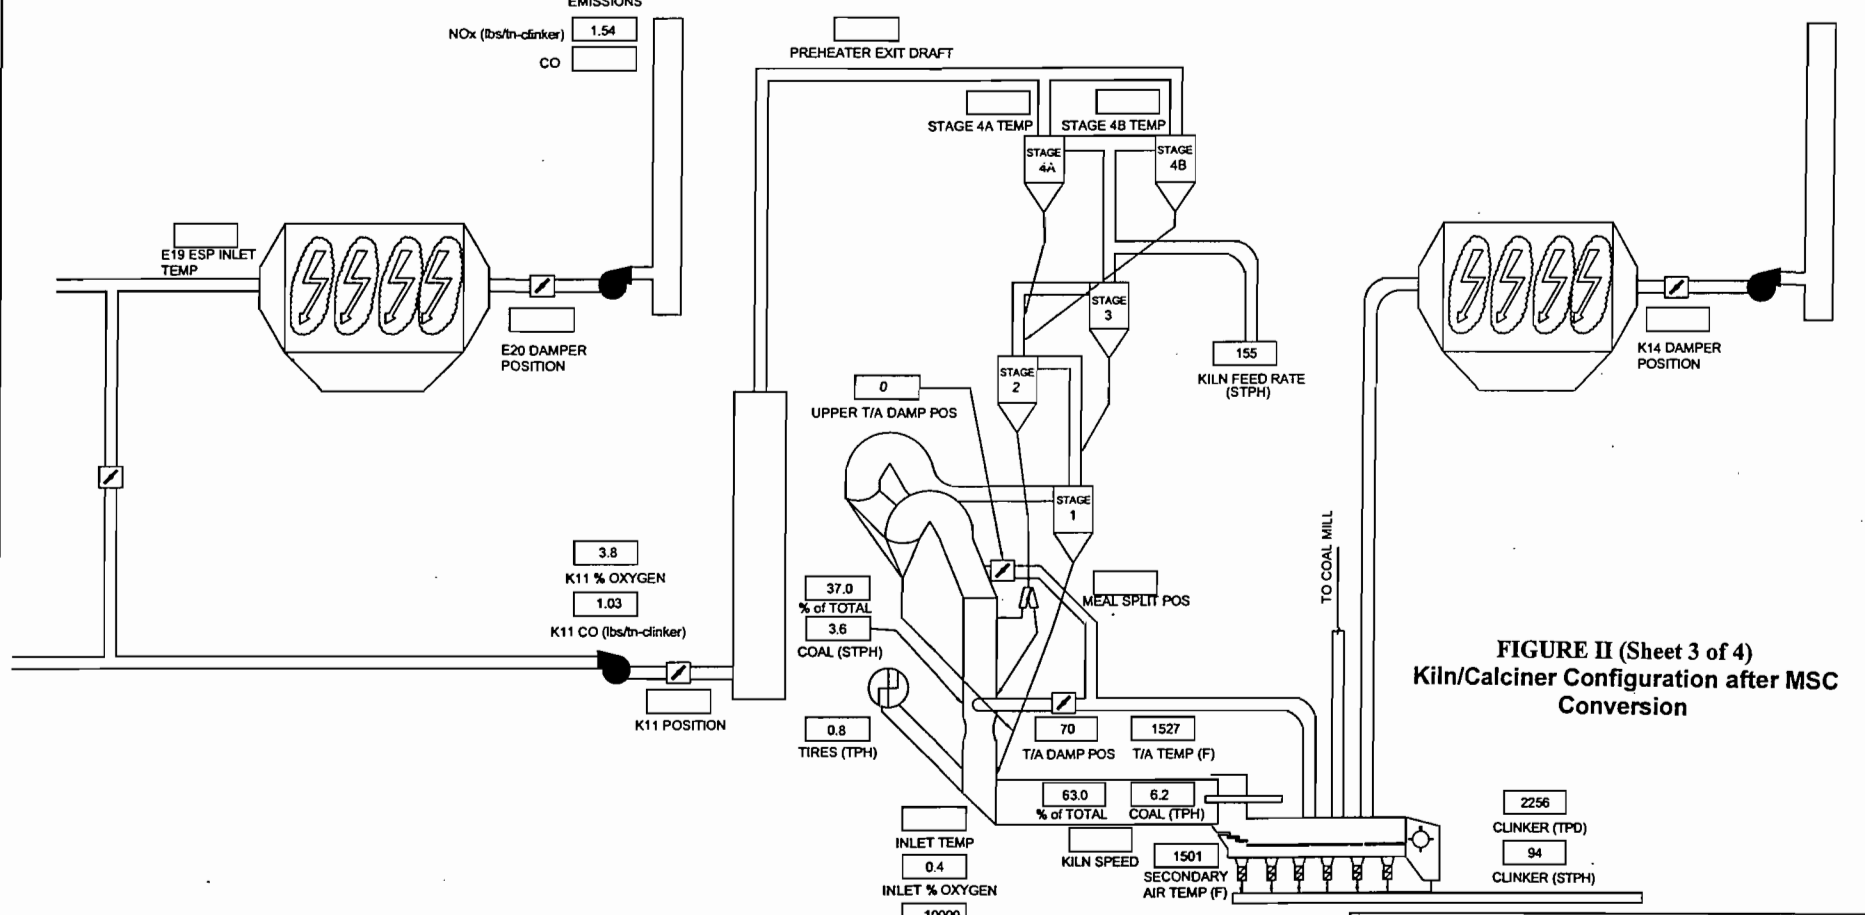 EMISSIONS
NOx (lbs/tn-clinker) 1.54
CO
PREHEATER EXIT DRAFT
STAGE 4A TEMP
STAGE 4B TEMP
STAGE
4A
STAGE
4B
E19 ESP INLET
TEMP
E20 DAMPER
POSITION
STAGE
3
155
KILN FEED RATE
(STPH)
K14 DAMPER
POSITION
STAGE
2
0
UPPER T/A DAMP POS
STAGE
1
TO COAL MILL
3.8
K11 % OXYGEN
1.03
K11 CO (lbs/tn-clinker)
37.0
% of TOTAL
3.6
COAL (STPH)
MEAL SPLIT POS
K11 POSITION
0.8
TIRES (TPH)
70
T/A DAMP POS
1527
T/A TEMP (F)
63.0
% of TOTAL
6.2
COAL (TPH)
INLET TEMP
0.4
INLET % OXYGEN
10000
KILN SPEED
1501
SECONDARY
AIR TEMP (F)
2256
CLINKER (TPD)
94
CLINKER (STPH)
FIGURE II (Sheet 3 of 4)
Kiln/Calciner Configuration after MSC
Conversion